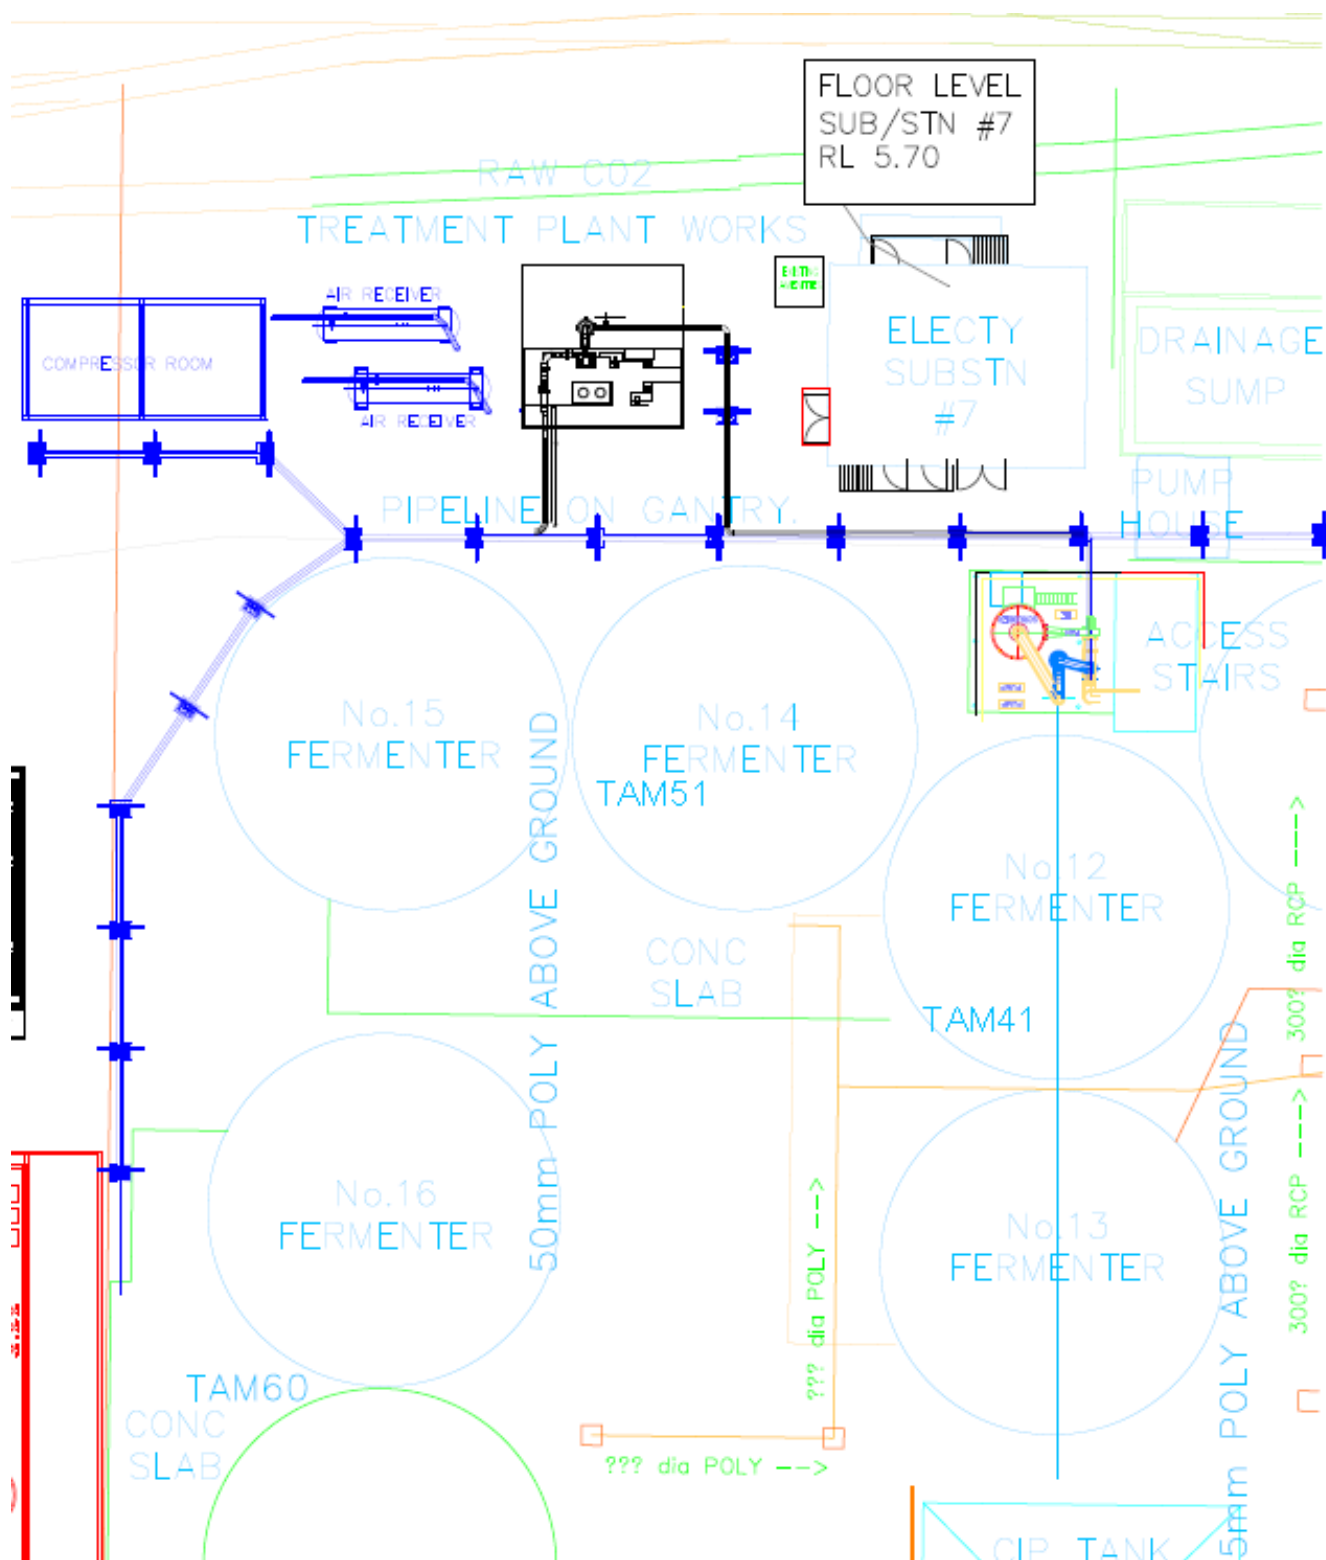 FLOOR LEVEL
SUB/STN #7
RL 5.70
RAW CO2
TREATMENT PLANT WORKS
AIR RECEIVER
COMPRESSOR ROOM
AIR RECEIVER
ELECTY
SUBSTN
#7
DRAINAGE
SUMP
PUMP
HOUSE
PIPELINE ON GANTRY.
ACCESS
STAIRS
No.15
FERMENTER
No.14
FERMENTER
TAM51
No.12
FERMENTER
50mm POLY ABOVE GROUND
CONC
SLAB
TAM41
300? dia RCP ---->
No.16
FERMENTER
No.13
FERMENTER
??? dia POLY -->
300? dia RCP ---->
5mm POLY ABOVE GROUND
TAM60
CONC
SLAB
??? dia POLY -->
CIP TANK